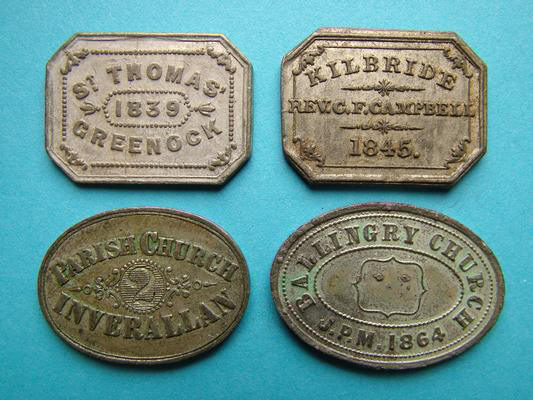 ST THOMAS'
1839
GREENOCK
KILBRIDE
REV. C. F. CAMPBELL
1845.
PARISH CHURCH
2
INVERALLAN
BALLINGRY CHURCH
J.P.M. 1864